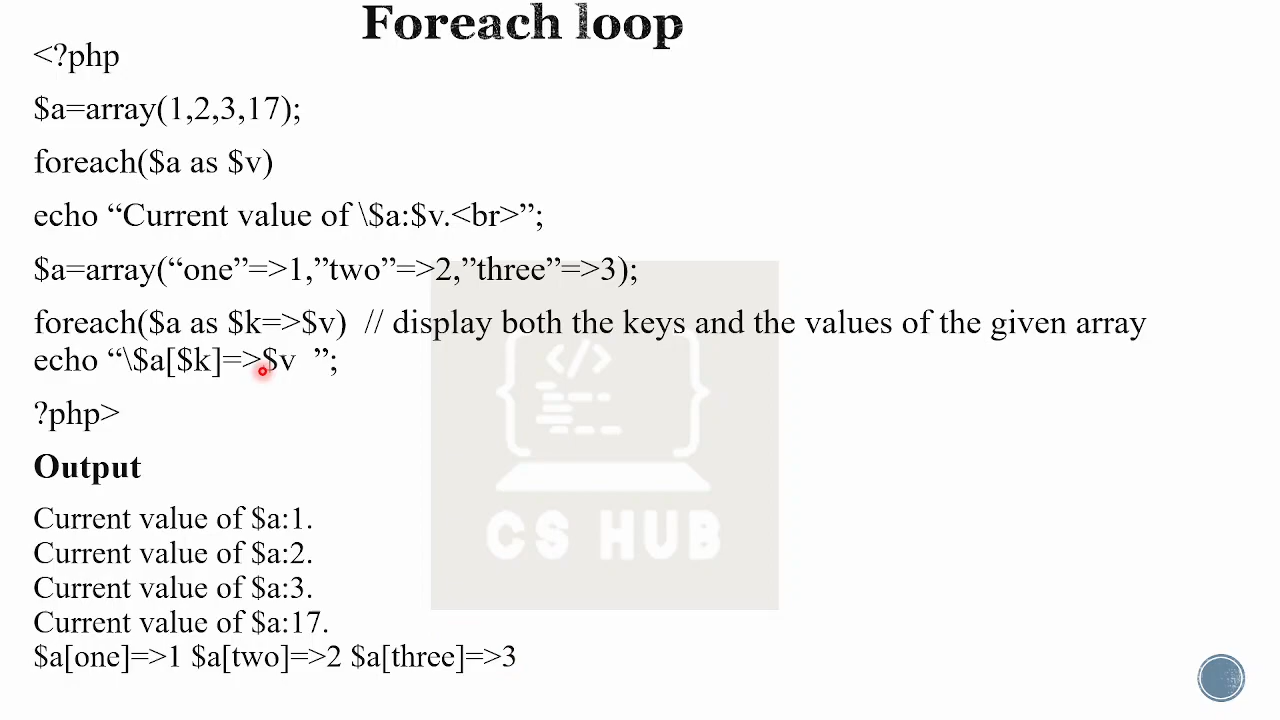 Foreach loop
<?php
$a=array(1,2,3,17);
foreach($a as $v)
echo “Current value of \$a:$v.<br>”;
$a=array(“one”=>1,”two”=>2,”three”=>3);
foreach($a as $k=>$v)  // display both the keys and the values of the given array
echo “\$a[$k]=>$v  ”;
?php>
Output
Current value of $a:1.
Current value of $a:2.
Current value of $a:3.
Current value of $a:17.
$a[one]=>1 $a[two]=>2 $a[three]=>3
</>
CS HUB